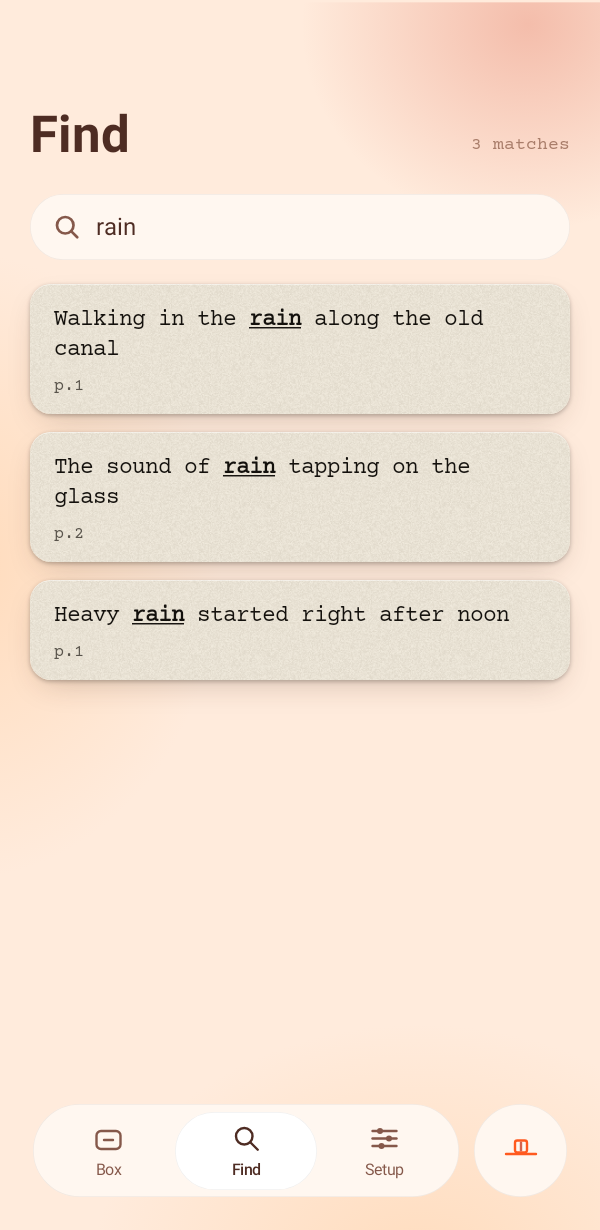 Find
3 matches
rain
Walking in the rain along the old
canal
p.1
The sound of rain tapping on the
glass
p.2
Heavy rain started right after noon
p.1
Box
Find
Setup